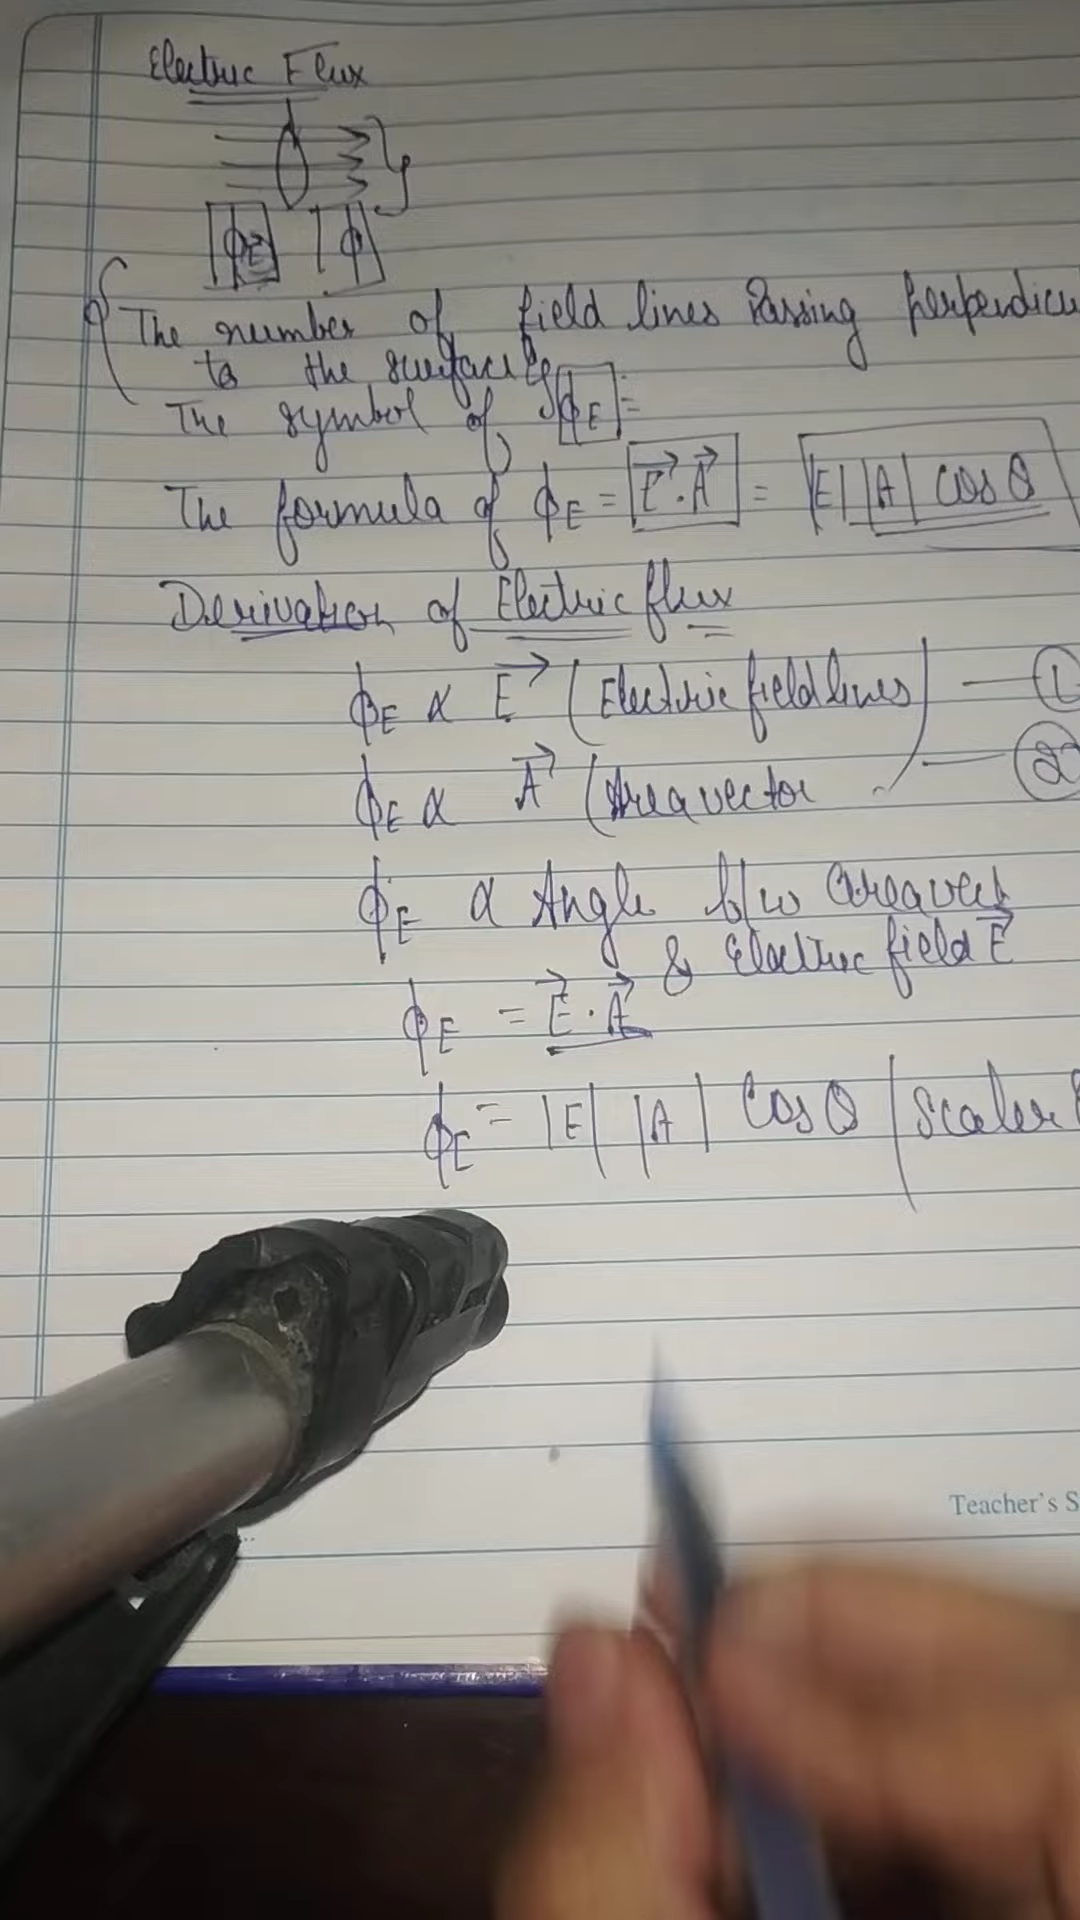 Electric Flux
ϕE ϕ
The number of field lines Passing perpendicu
to the surface
The symbol of ϕE =
The formula of ϕE = E⃗ . A⃗ = |E| |A| cos θ
Derivation of Electric flux
ϕE α E⃗ (Electric field lines) — 1
ϕE α A⃗ (Area vector — 2
ϕE α Angle b/w area vect
& Electric field E⃗
ϕE = E⃗ . A⃗
ϕE = |E| |A| Cos θ (Scaler
Teacher's S